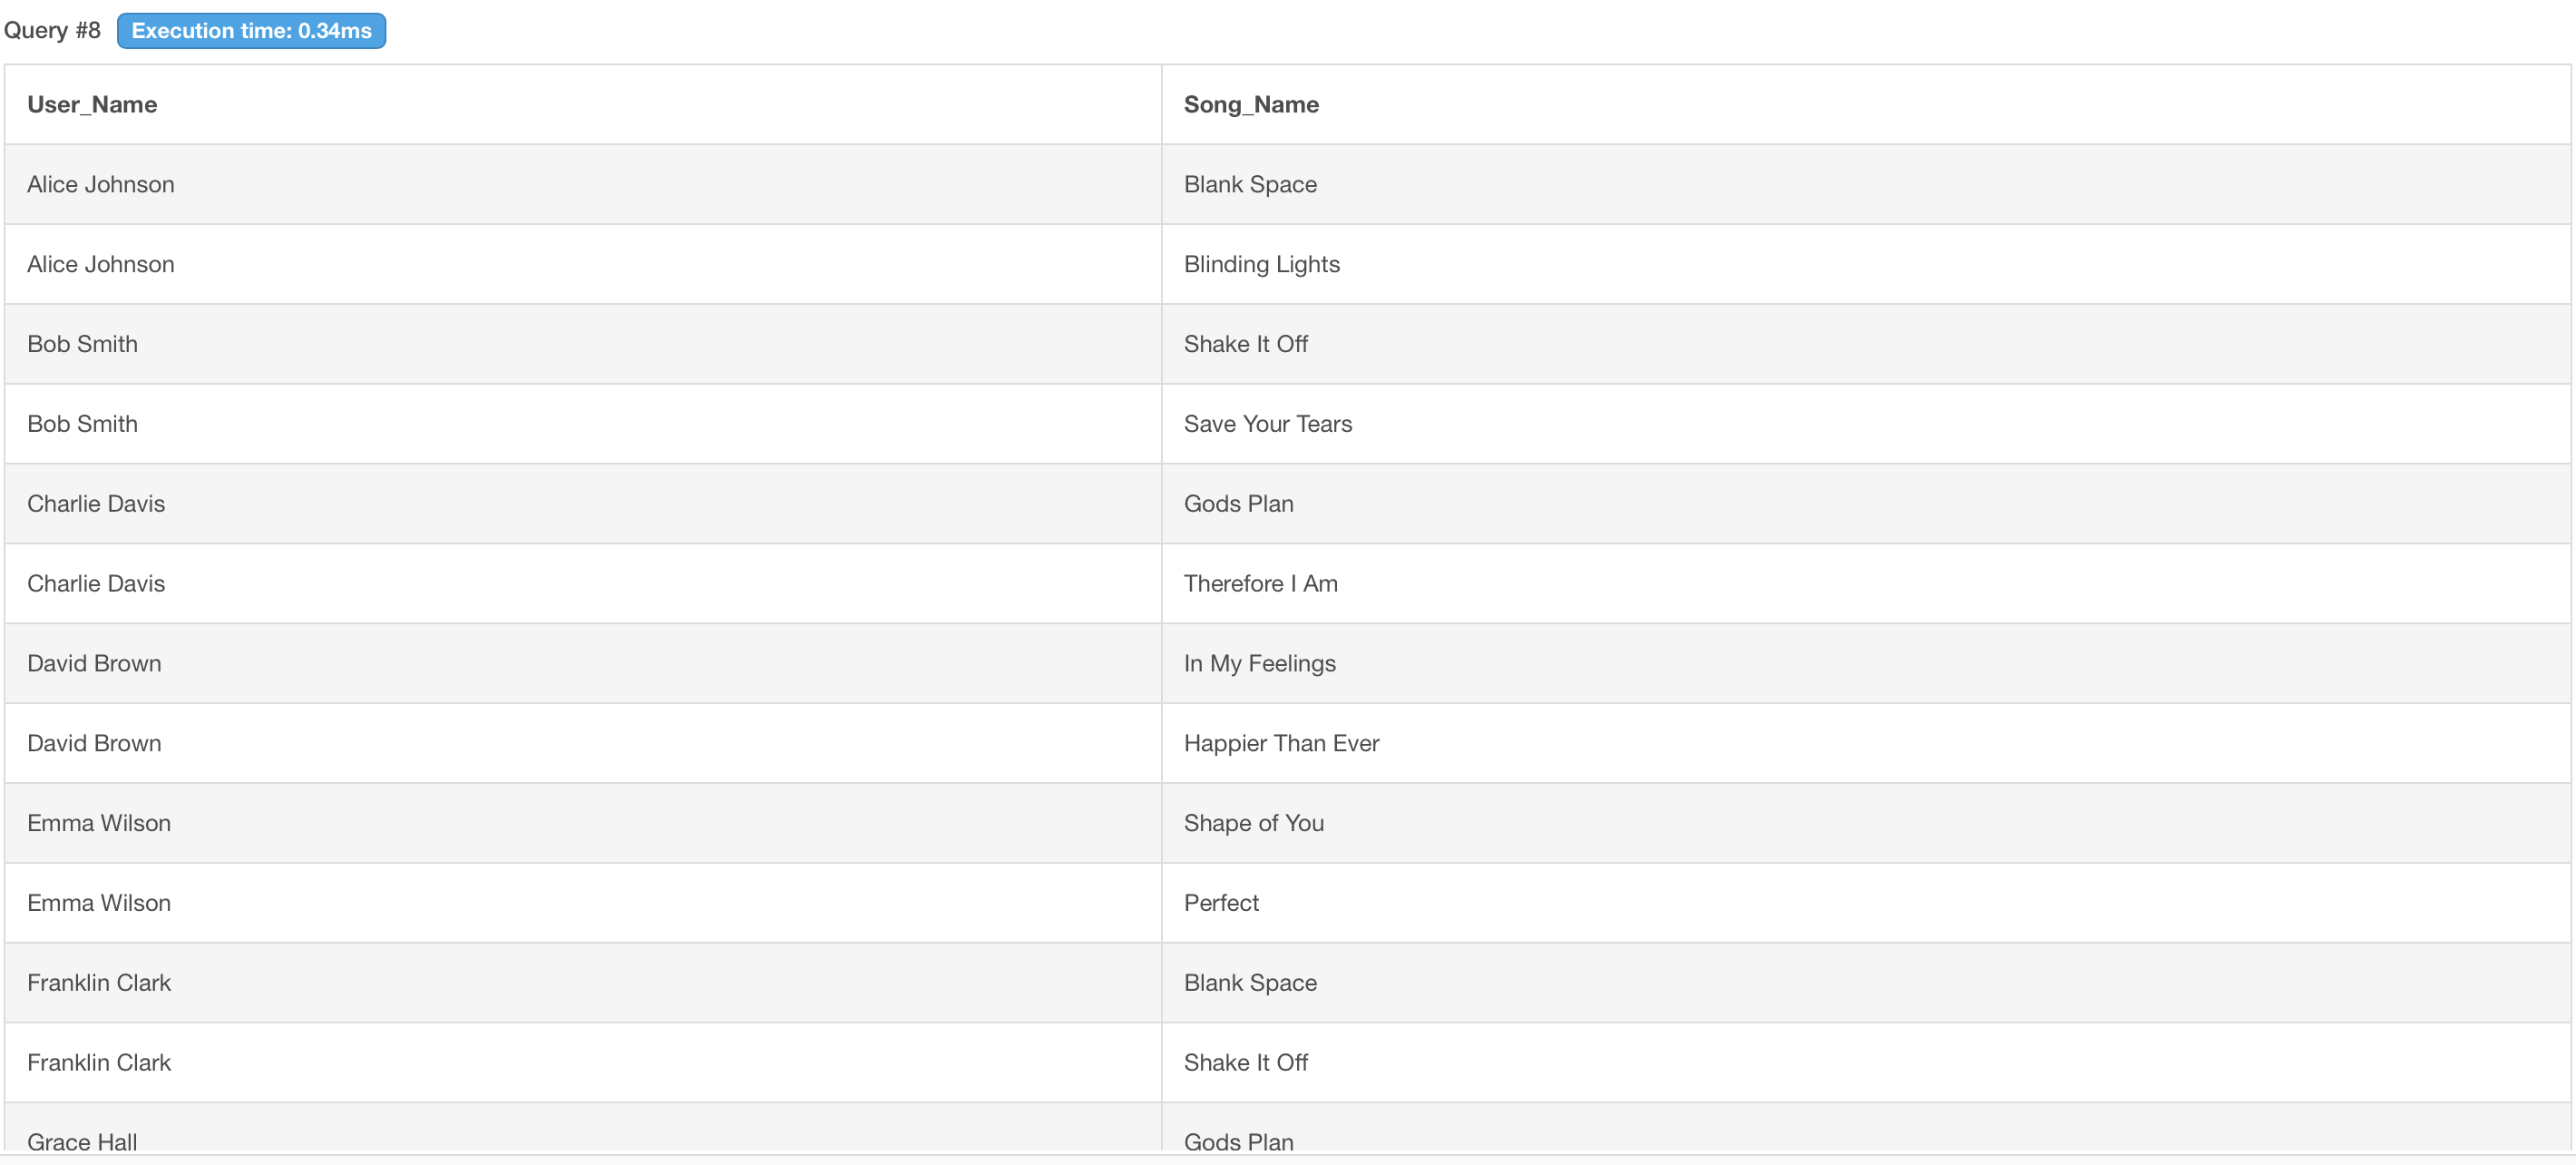 Query #8 Execution time: 0.34ms
User_Name Song_Name
Alice Johnson Blank Space
Alice Johnson Blinding Lights
Bob Smith Shake It Off
Bob Smith Save Your Tears
Charlie Davis Gods Plan
Charlie Davis Therefore I Am
David Brown In My Feelings
David Brown Happier Than Ever
Emma Wilson Shape of You
Emma Wilson Perfect
Franklin Clark Blank Space
Franklin Clark Shake It Off
Grace Hall Gods Plan